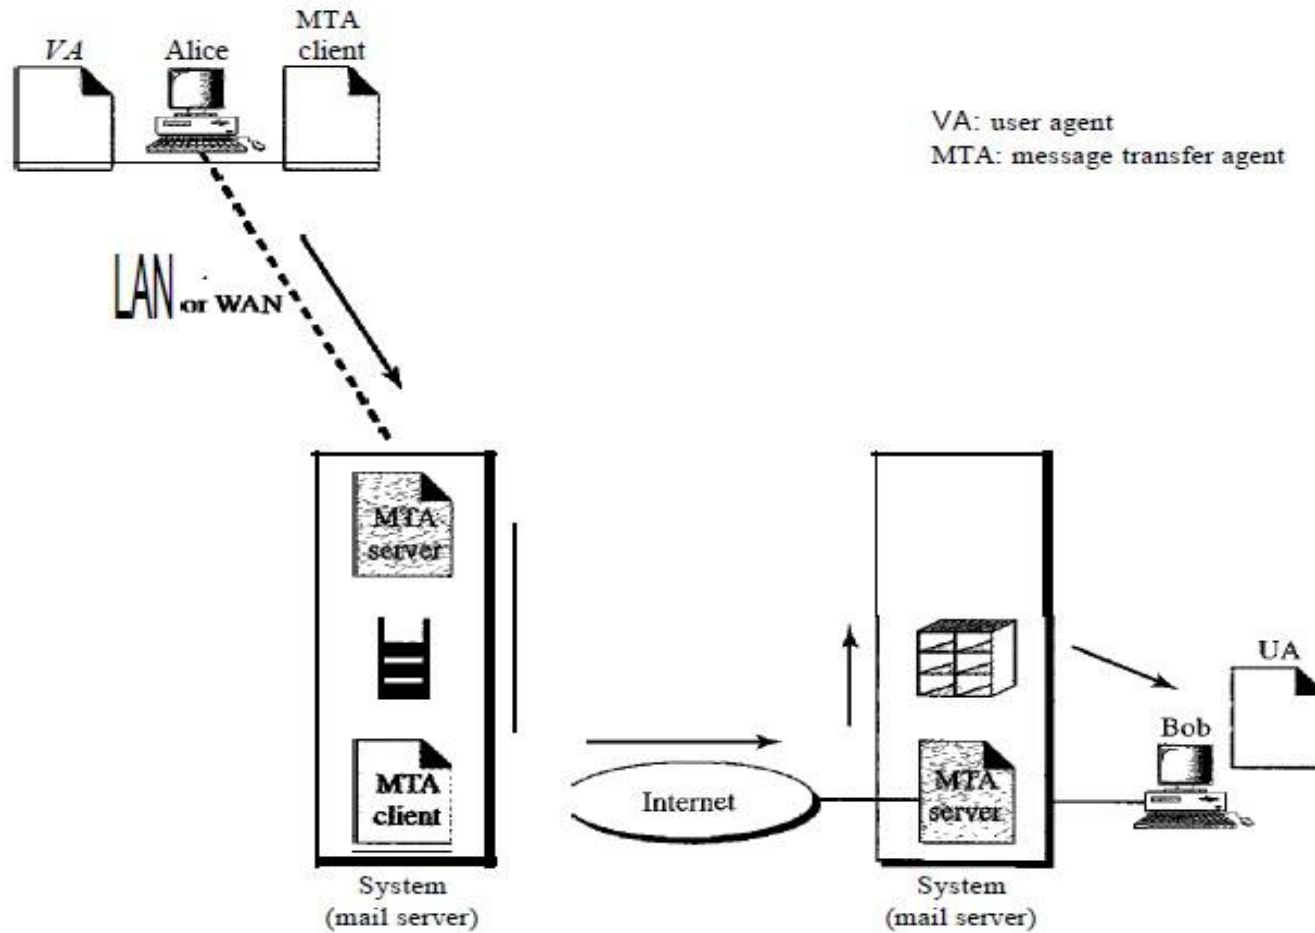 VA
Alice
MTA
client
VA: user agent
MTA: message transfer agent
LAN or WAN
MTA
server
MTA
client
System
(mail server)
Internet
MTA
server
System
(mail server)
UA
Bob